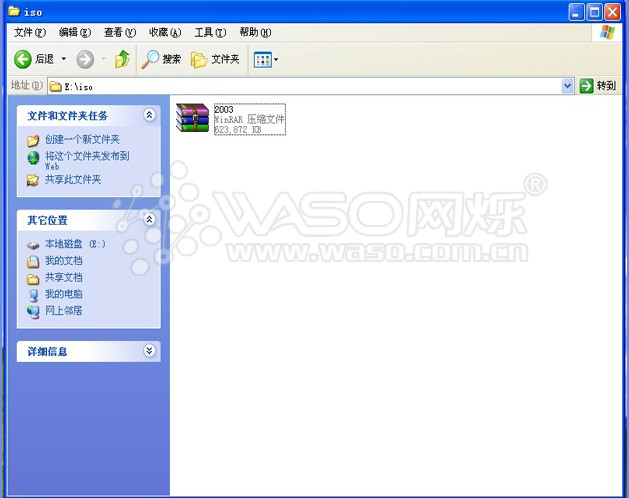 iso
文件(F) 编辑(E) 查看(V) 收藏(A) 工具(T) 帮助(H)
后退 搜索 文件夹
地址(D) E:\iso 转到
文件和文件夹任务
创建一个新文件夹
将这个文件夹发布到
Web
共享此文件夹
其它位置
本地磁盘 (E:)
我的文档
共享文档
我的电脑
网上邻居
详细信息
2003
WinRAR 压缩文件
623,872 KB
WASO网烁®
www.waso.com.cn